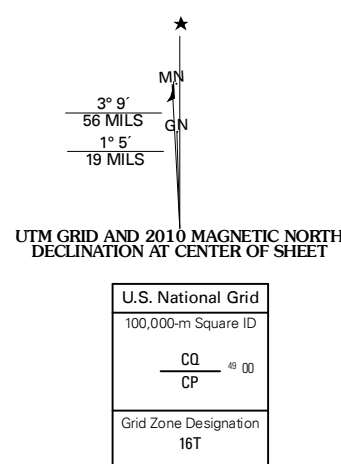 ★
MN
3° 9´
56 MILS
GN
1° 5´
19 MILS
UTM GRID AND 2010 MAGNETIC NORTH
DECLINATION AT CENTER OF SHEET
U.S. National Grid
100,000-m Square ID
CQ
49 00
CP
Grid Zone Designation
16T